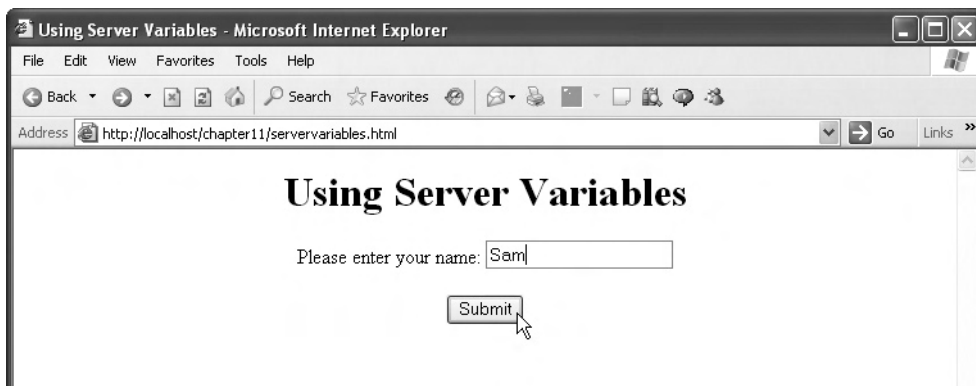 Using Server Variables - Microsoft Internet Explorer
File Edit View Favorites Tools Help
Back Search Favorites
Address http://localhost/chapter11/servervariables.html Go Links »
Using Server Variables
Please enter your name: Sam
Submit